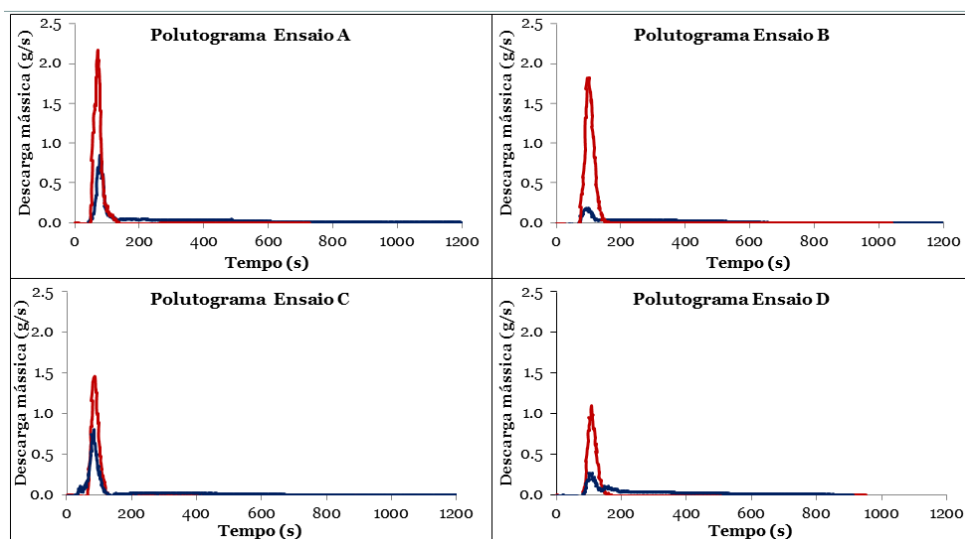 Polutograma Ensaio A
Descarga mássica (g/s)
2.5
2.0
1.5
1.0
0.5
0.0
0 200 400 600 800 1000 1200
Tempo (s)
Polutograma Ensaio B
Descarga mássica (g/s)
2.5
2.0
1.5
1.0
0.5
0.0
0 200 400 600 800 1000 1200
Tempo (s)
Polutograma Ensaio C
Descarga mássica (g/s)
2.5
2.0
1.5
1.0
0.5
0.0
0 200 400 600 800 1000 1200
Tempo (s)
Polutograma Ensaio D
Descarga mássica (g/s)
2.5
2.0
1.5
1.0
0.5
0.0
0 200 400 600 800 1000 1200
Tempo (s)